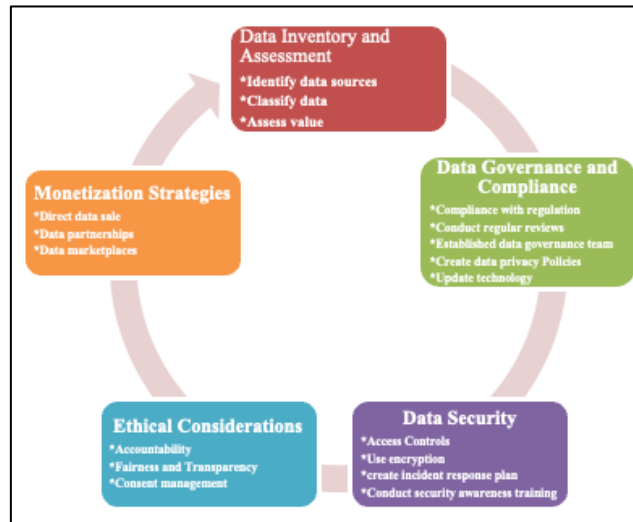 Data Inventory and
Assessment
*Identify data sources
*Classify data
*Assess value
Data Governance and
Compliance
*Compliance with regulation
*Conduct regular reviews
*Established data governance team
*Create data privacy Policies
*Update technology
Data Security
*Access Controls
*Use encryption
*create incident response plan
*Conduct security awareness training
Ethical Considerations
*Accountability
*Fairness and Transparency
*Consent management
Monetization Strategies
*Direct data sale
*Data partnerships
*Data marketplaces